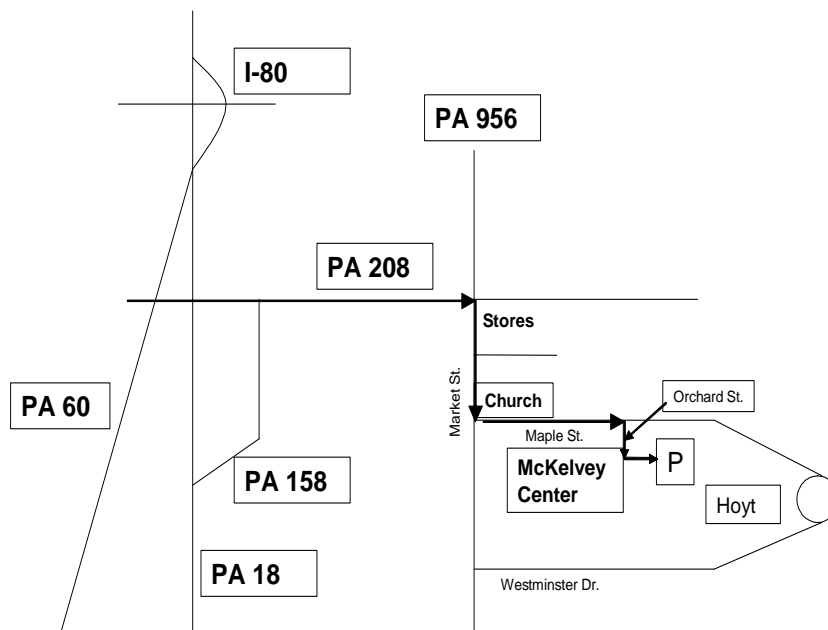 I-80
PA 956
PA 208
Stores
Market St.
PA 60
Church
Orchard St.
Maple St.
McKelvey
Center
P
PA 158
Hoyt
PA 18
Westminster Dr.